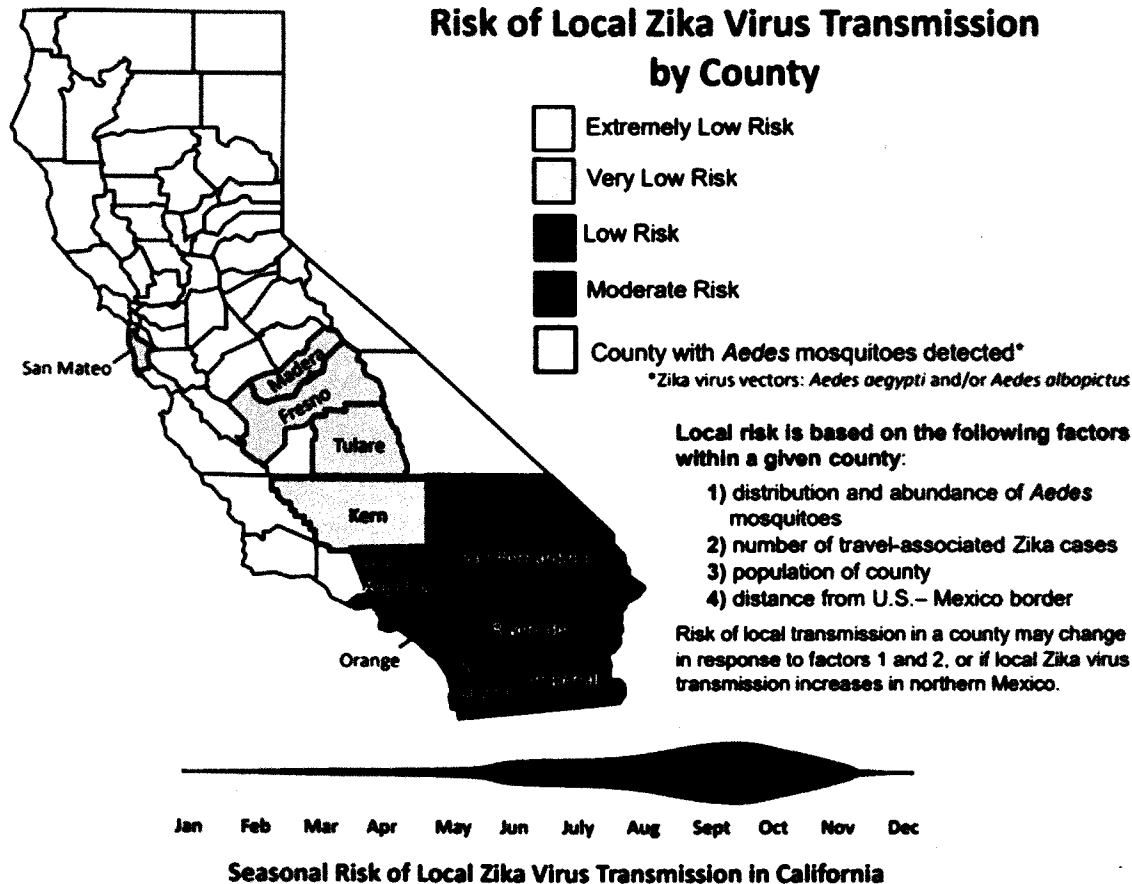 Risk of Local Zika Virus Transmission
by County
Extremely Low Risk
Very Low Risk
Low Risk
Moderate Risk
County with Aedes mosquitoes detected*
*Zika virus vectors: Aedes aegypti and/or Aedes albopictus
San Mateo
Madera
Fresno
Tulare
Kern
San Bernardino
Riverside
Orange
Imperial
Local risk is based on the following factors
within a given county:
1) distribution and abundance of Aedes
mosquitoes
2) number of travel-associated Zika cases
3) population of county
4) distance from U.S.– Mexico border
Risk of local transmission in a county may change
in response to factors 1 and 2, or if local Zika virus
transmission increases in northern Mexico.
Jan Feb Mar Apr May Jun July Aug Sept Oct Nov Dec
Seasonal Risk of Local Zika Virus Transmission in California